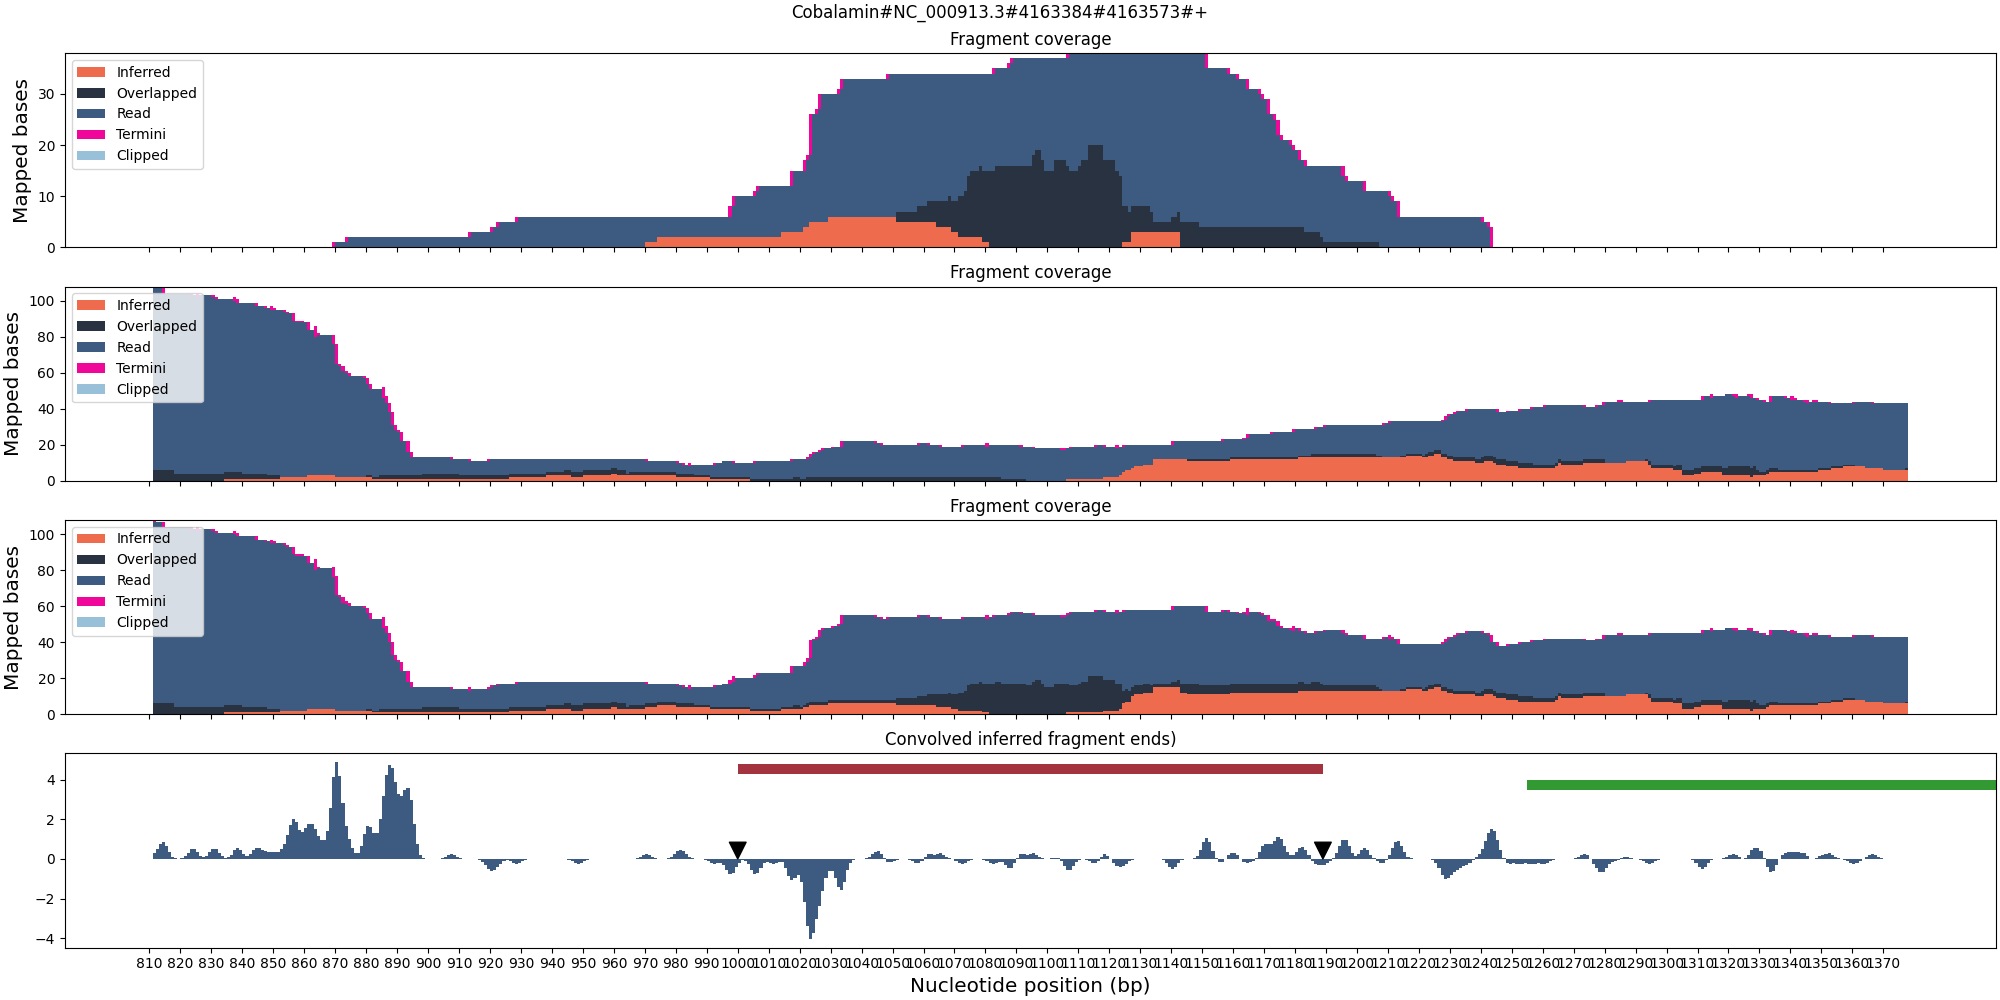 Cobalamin#NC_000913.3#4163384#4163573#+
Fragment coverage
Mapped bases
30
20
10
0
Inferred
Overlapped
Read
Termini
Clipped
Fragment coverage
Mapped bases
100
80
60
40
20
0
Inferred
Overlapped
Read
Termini
Clipped
Fragment coverage
Mapped bases
100
80
60
40
20
0
Inferred
Overlapped
Read
Termini
Clipped
Convolved inferred fragment ends)
4
2
0
−2
−4
810 820 830 840 850 860 870 880 890 900 910 920 930 940 950 960 970 980 990 1000 1010 1020 1030 1040 1050 1060 1070 1080 1090 1100 1110 1120 1130 1140 1150 1160 1170 1180 1190 1200 1210 1220 1230 1240 1250 1260 1270 1280 1290 1300 1310 1320 1330 1340 1350 1360 1370
Nucleotide position (bp)